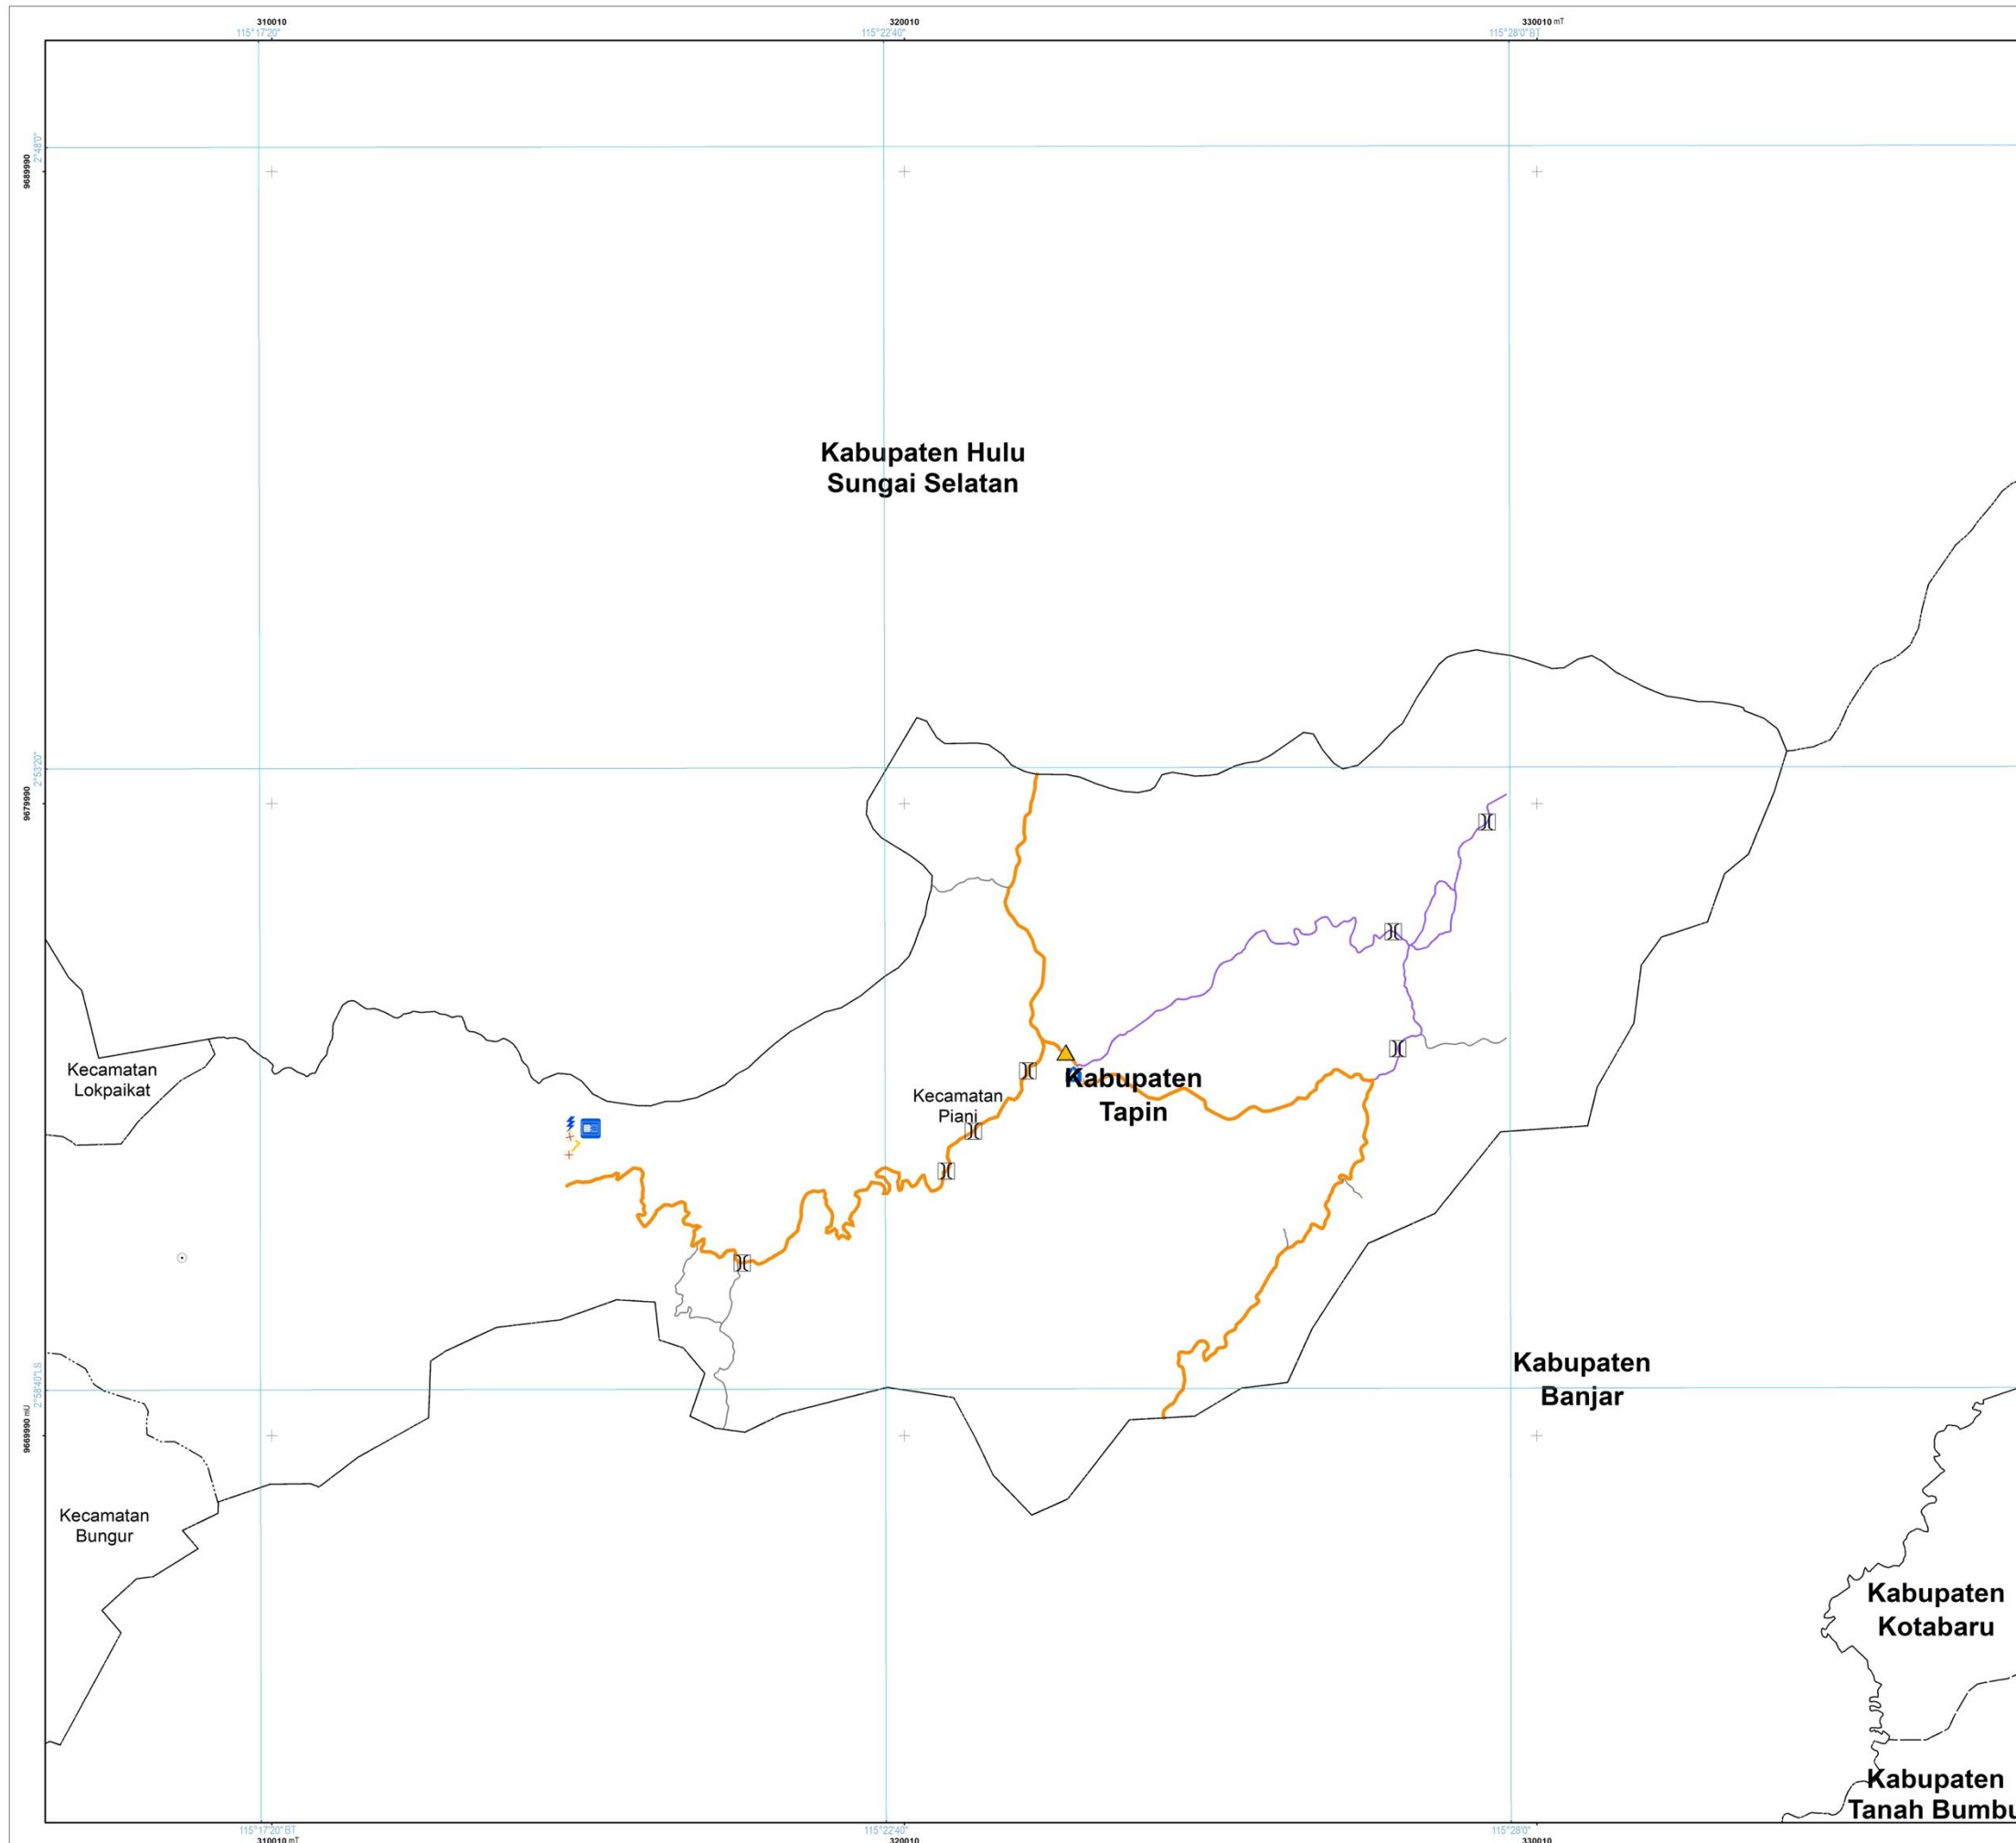 310010
320010
330010 mT
115°17'20"
115°22'40"
115°28'0" BT
2°48'0"
9689990
Kabupaten Hulu
Sungai Selatan
2°53'20"
9679990
Kecamatan
Lokpaikat
Kecamatan
Piani
Kabupaten
Tapin
Kabupaten
Banjar
2°58'40"LS
9669990 mU
Kecamatan
Bungur
Kabupaten
Kotabaru
Kabupaten
Tanah Bumbu
115°17'20" BT
115°22'40"
115°28'0"
310010 mT
320010
330010